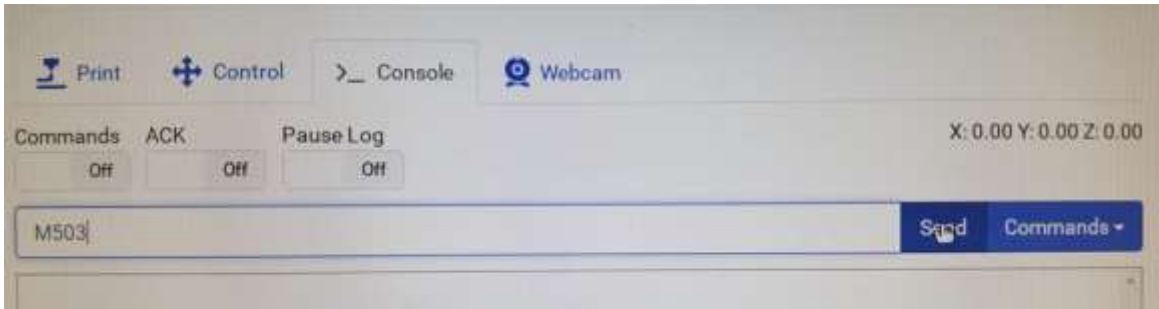 Print Control >_ Console Webcam
Commands ACK Pause Log X: 0.00 Y: 0.00 Z: 0.00
Off Off Off
M503 Send Commands